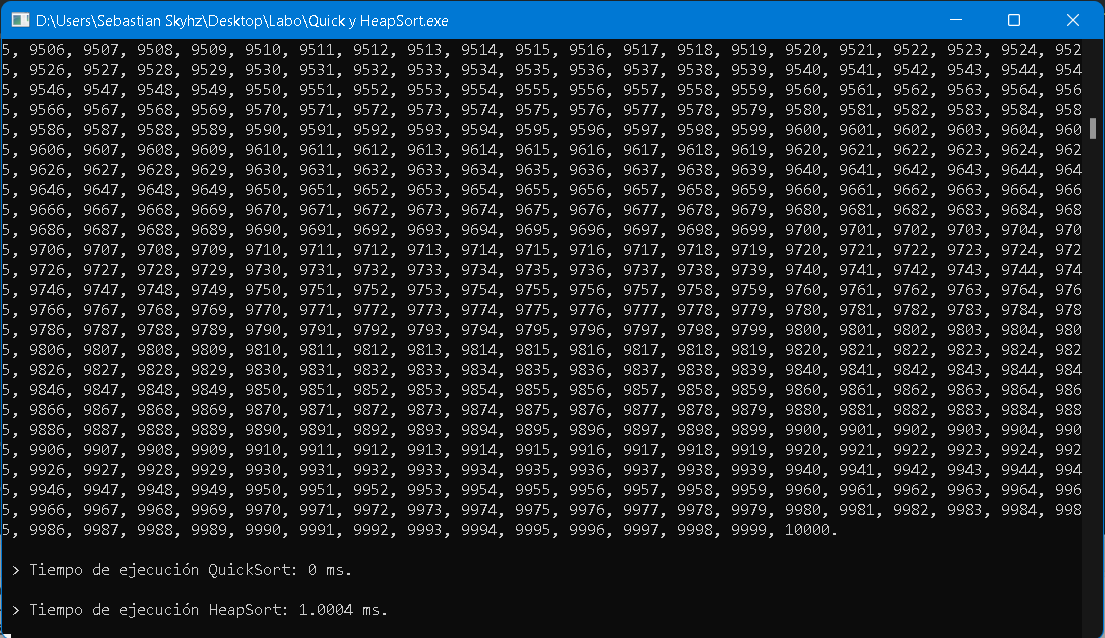 D:\Users\Sebastian Skyhz\Desktop\Labo\Quick y HeapSort.exe
5, 9506, 9507, 9508, 9509, 9510, 9511, 9512, 9513, 9514, 9515, 9516, 9517, 9518, 9519, 9520, 9521, 9522, 9523, 9524, 952
5, 9526, 9527, 9528, 9529, 9530, 9531, 9532, 9533, 9534, 9535, 9536, 9537, 9538, 9539, 9540, 9541, 9542, 9543, 9544, 954
5, 9546, 9547, 9548, 9549, 9550, 9551, 9552, 9553, 9554, 9555, 9556, 9557, 9558, 9559, 9560, 9561, 9562, 9563, 9564, 956
5, 9566, 9567, 9568, 9569, 9570, 9571, 9572, 9573, 9574, 9575, 9576, 9577, 9578, 9579, 9580, 9581, 9582, 9583, 9584, 958
5, 9586, 9587, 9588, 9589, 9590, 9591, 9592, 9593, 9594, 9595, 9596, 9597, 9598, 9599, 9600, 9601, 9602, 9603, 9604, 960
5, 9606, 9607, 9608, 9609, 9610, 9611, 9612, 9613, 9614, 9615, 9616, 9617, 9618, 9619, 9620, 9621, 9622, 9623, 9624, 962
5, 9626, 9627, 9628, 9629, 9630, 9631, 9632, 9633, 9634, 9635, 9636, 9637, 9638, 9639, 9640, 9641, 9642, 9643, 9644, 964
5, 9646, 9647, 9648, 9649, 9650, 9651, 9652, 9653, 9654, 9655, 9656, 9657, 9658, 9659, 9660, 9661, 9662, 9663, 9664, 966
5, 9666, 9667, 9668, 9669, 9670, 9671, 9672, 9673, 9674, 9675, 9676, 9677, 9678, 9679, 9680, 9681, 9682, 9683, 9684, 968
5, 9686, 9687, 9688, 9689, 9690, 9691, 9692, 9693, 9694, 9695, 9696, 9697, 9698, 9699, 9700, 9701, 9702, 9703, 9704, 970
5, 9706, 9707, 9708, 9709, 9710, 9711, 9712, 9713, 9714, 9715, 9716, 9717, 9718, 9719, 9720, 9721, 9722, 9723, 9724, 972
5, 9726, 9727, 9728, 9729, 9730, 9731, 9732, 9733, 9734, 9735, 9736, 9737, 9738, 9739, 9740, 9741, 9742, 9743, 9744, 974
5, 9746, 9747, 9748, 9749, 9750, 9751, 9752, 9753, 9754, 9755, 9756, 9757, 9758, 9759, 9760, 9761, 9762, 9763, 9764, 976
5, 9766, 9767, 9768, 9769, 9770, 9771, 9772, 9773, 9774, 9775, 9776, 9777, 9778, 9779, 9780, 9781, 9782, 9783, 9784, 978
5, 9786, 9787, 9788, 9789, 9790, 9791, 9792, 9793, 9794, 9795, 9796, 9797, 9798, 9799, 9800, 9801, 9802, 9803, 9804, 980
5, 9806, 9807, 9808, 9809, 9810, 9811, 9812, 9813, 9814, 9815, 9816, 9817, 9818, 9819, 9820, 9821, 9822, 9823, 9824, 982
5, 9826, 9827, 9828, 9829, 9830, 9831, 9832, 9833, 9834, 9835, 9836, 9837, 9838, 9839, 9840, 9841, 9842, 9843, 9844, 984
5, 9846, 9847, 9848, 9849, 9850, 9851, 9852, 9853, 9854, 9855, 9856, 9857, 9858, 9859, 9860, 9861, 9862, 9863, 9864, 986
5, 9866, 9867, 9868, 9869, 9870, 9871, 9872, 9873, 9874, 9875, 9876, 9877, 9878, 9879, 9880, 9881, 9882, 9883, 9884, 988
5, 9886, 9887, 9888, 9889, 9890, 9891, 9892, 9893, 9894, 9895, 9896, 9897, 9898, 9899, 9900, 9901, 9902, 9903, 9904, 990
5, 9906, 9907, 9908, 9909, 9910, 9911, 9912, 9913, 9914, 9915, 9916, 9917, 9918, 9919, 9920, 9921, 9922, 9923, 9924, 992
5, 9926, 9927, 9928, 9929, 9930, 9931, 9932, 9933, 9934, 9935, 9936, 9937, 9938, 9939, 9940, 9941, 9942, 9943, 9944, 994
5, 9946, 9947, 9948, 9949, 9950, 9951, 9952, 9953, 9954, 9955, 9956, 9957, 9958, 9959, 9960, 9961, 9962, 9963, 9964, 996
5, 9966, 9967, 9968, 9969, 9970, 9971, 9972, 9973, 9974, 9975, 9976, 9977, 9978, 9979, 9980, 9981, 9982, 9983, 9984, 998
5, 9986, 9987, 9988, 9989, 9990, 9991, 9992, 9993, 9994, 9995, 9996, 9997, 9998, 9999, 10000.
> Tiempo de ejecución QuickSort: 0 ms.
> Tiempo de ejecución HeapSort: 1.0004 ms.